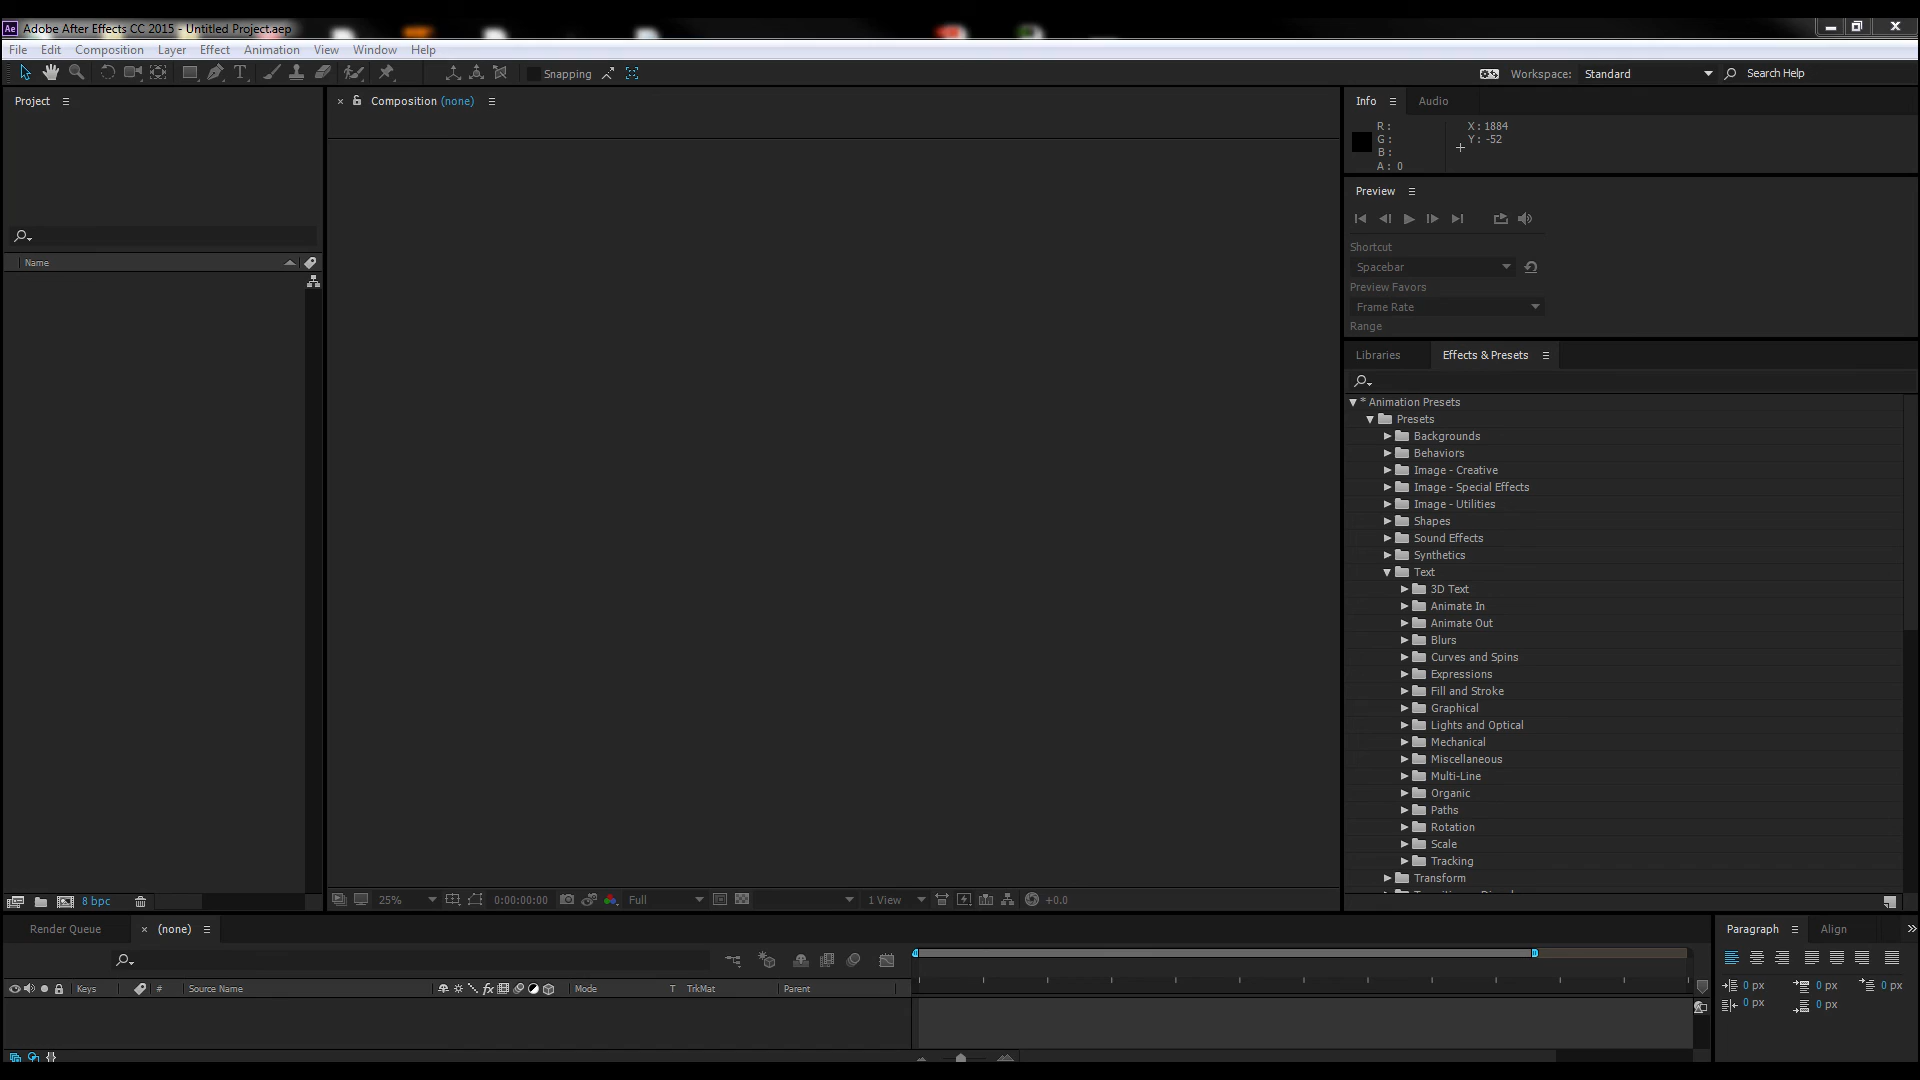 Ae Adobe After Effects CC 2015 - Untitled Project.aep
File Edit Composition Layer Effect Animation View Window Help
T Snapping Workspace: Standard Search Help
Project
Composition (none)
Info Audio
R :
G :
B :
A : 0
X : 1884
Y : -52
Preview
Shortcut
Spacebar
Preview Favors
Frame Rate
Range
Name
Libraries Effects & Presets
* Animation Presets
Presets
Backgrounds
Behaviors
Image - Creative
Image - Special Effects
Image - Utilities
Shapes
Sound Effects
Synthetics
Text
3D Text
Animate In
Animate Out
Blurs
Curves and Spins
Expressions
Fill and Stroke
Graphical
Lights and Optical
Mechanical
Miscellaneous
Multi-Line
Organic
Paths
Rotation
Scale
Tracking
Transform
8 bpc
25% 0:00:00:00 Full 1 View +0.0
Render Queue (none)
Keys # Source Name fx Mode T TrkMat Parent
Paragraph Align
0 px 0 px 0 px
0 px 0 px